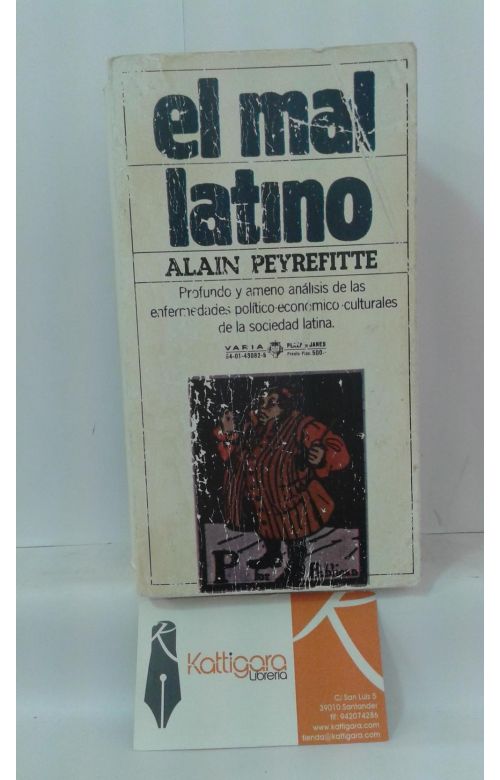 el mal
latino
ALAIN PEYREFITTE
Profundo y ameno análisis de las
enfermedades político-económico-culturales
de la sociedad latina.
VARIA PLAZA & JANES
84-01-43082-6
P
Kattigara
Librería
C/ San Luis 5
39010 Santander
tlf: 942074286
www.kattigara.com
tienda@kattigara.com